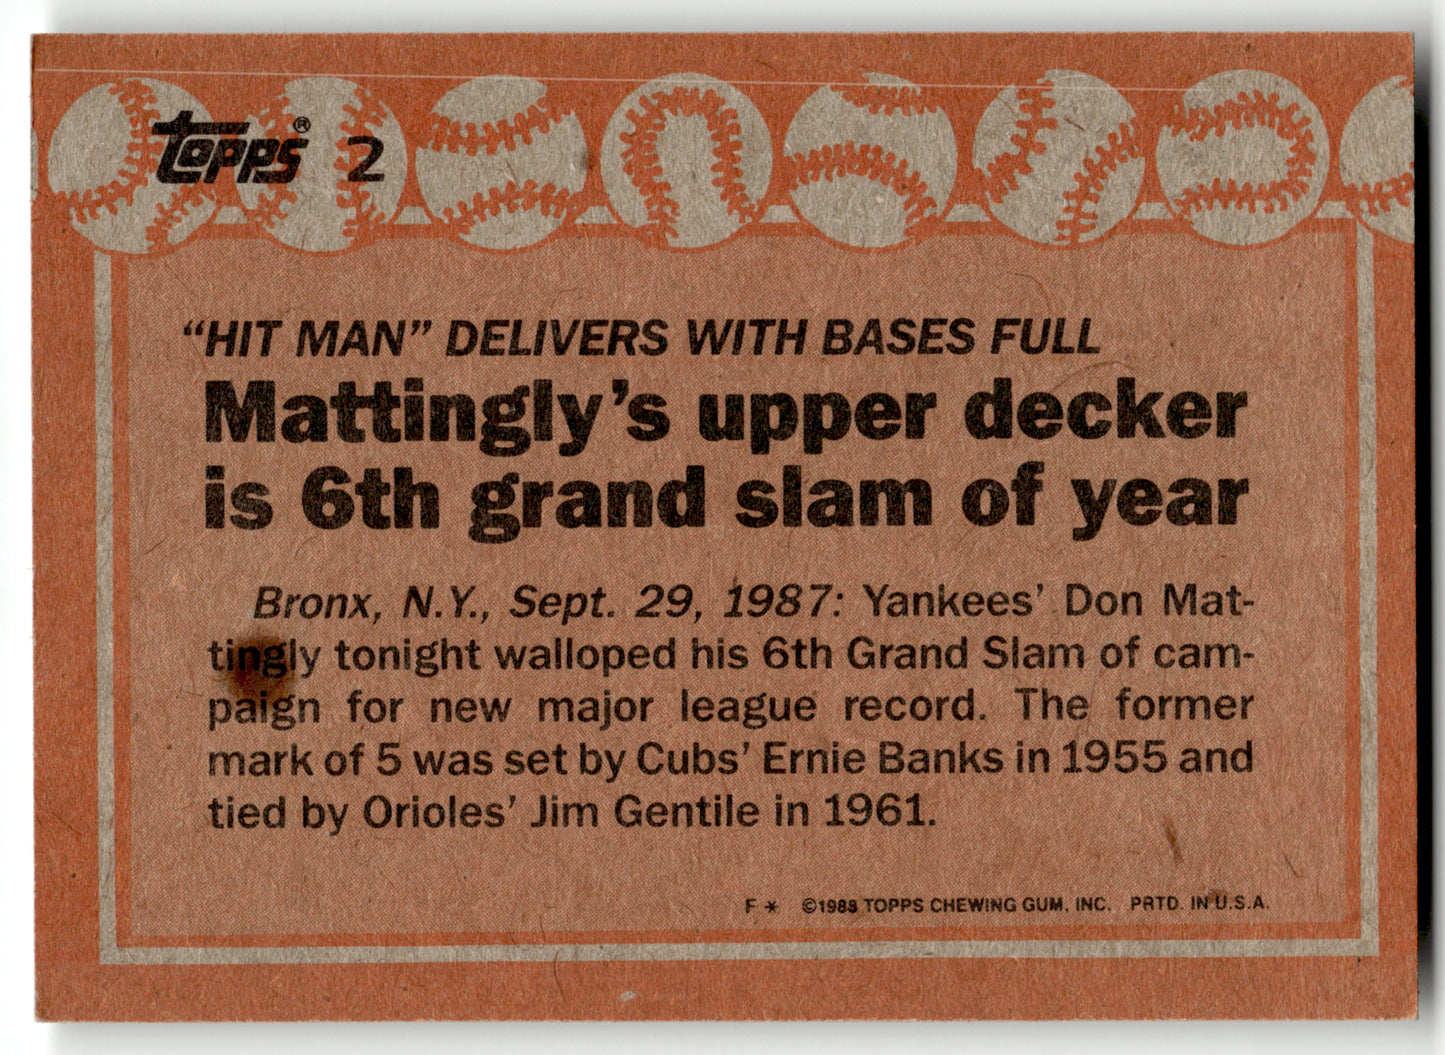 topps® 2
“HIT MAN” DELIVERS WITH BASES FULL
Mattingly’s upper decker
is 6th grand slam of year
Bronx, N.Y., Sept. 29, 1987: Yankees’ Don Mat-
tingly tonight walloped his 6th Grand Slam of cam-
paign for new major league record. The former
mark of 5 was set by Cubs’ Ernie Banks in 1955 and
tied by Orioles’ Jim Gentile in 1961.
F * ©1988 TOPPS CHEWING GUM, INC. PRTD. IN U.S.A.